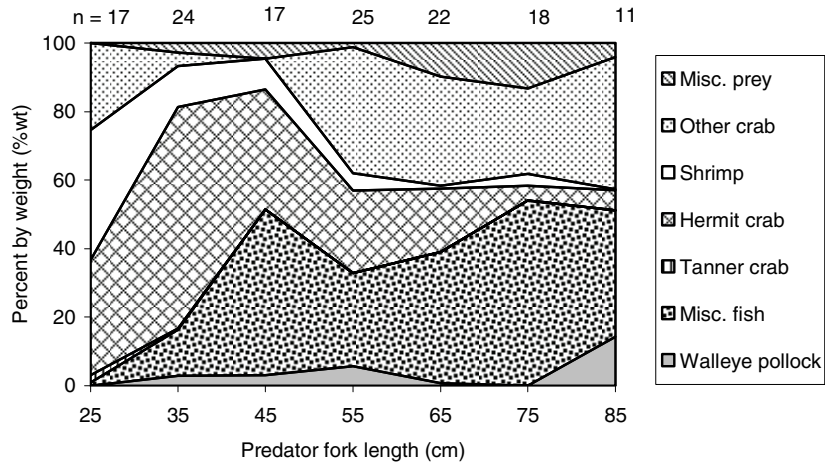 n = 17 24 17 25 22 18 11
100
80
60
40
20
0
Percent by weight (%wt)
25 35 45 55 65 75 85
Predator fork length (cm)
Misc. prey
Other crab
Shrimp
Hermit crab
Tanner crab
Misc. fish
Walleye pollock